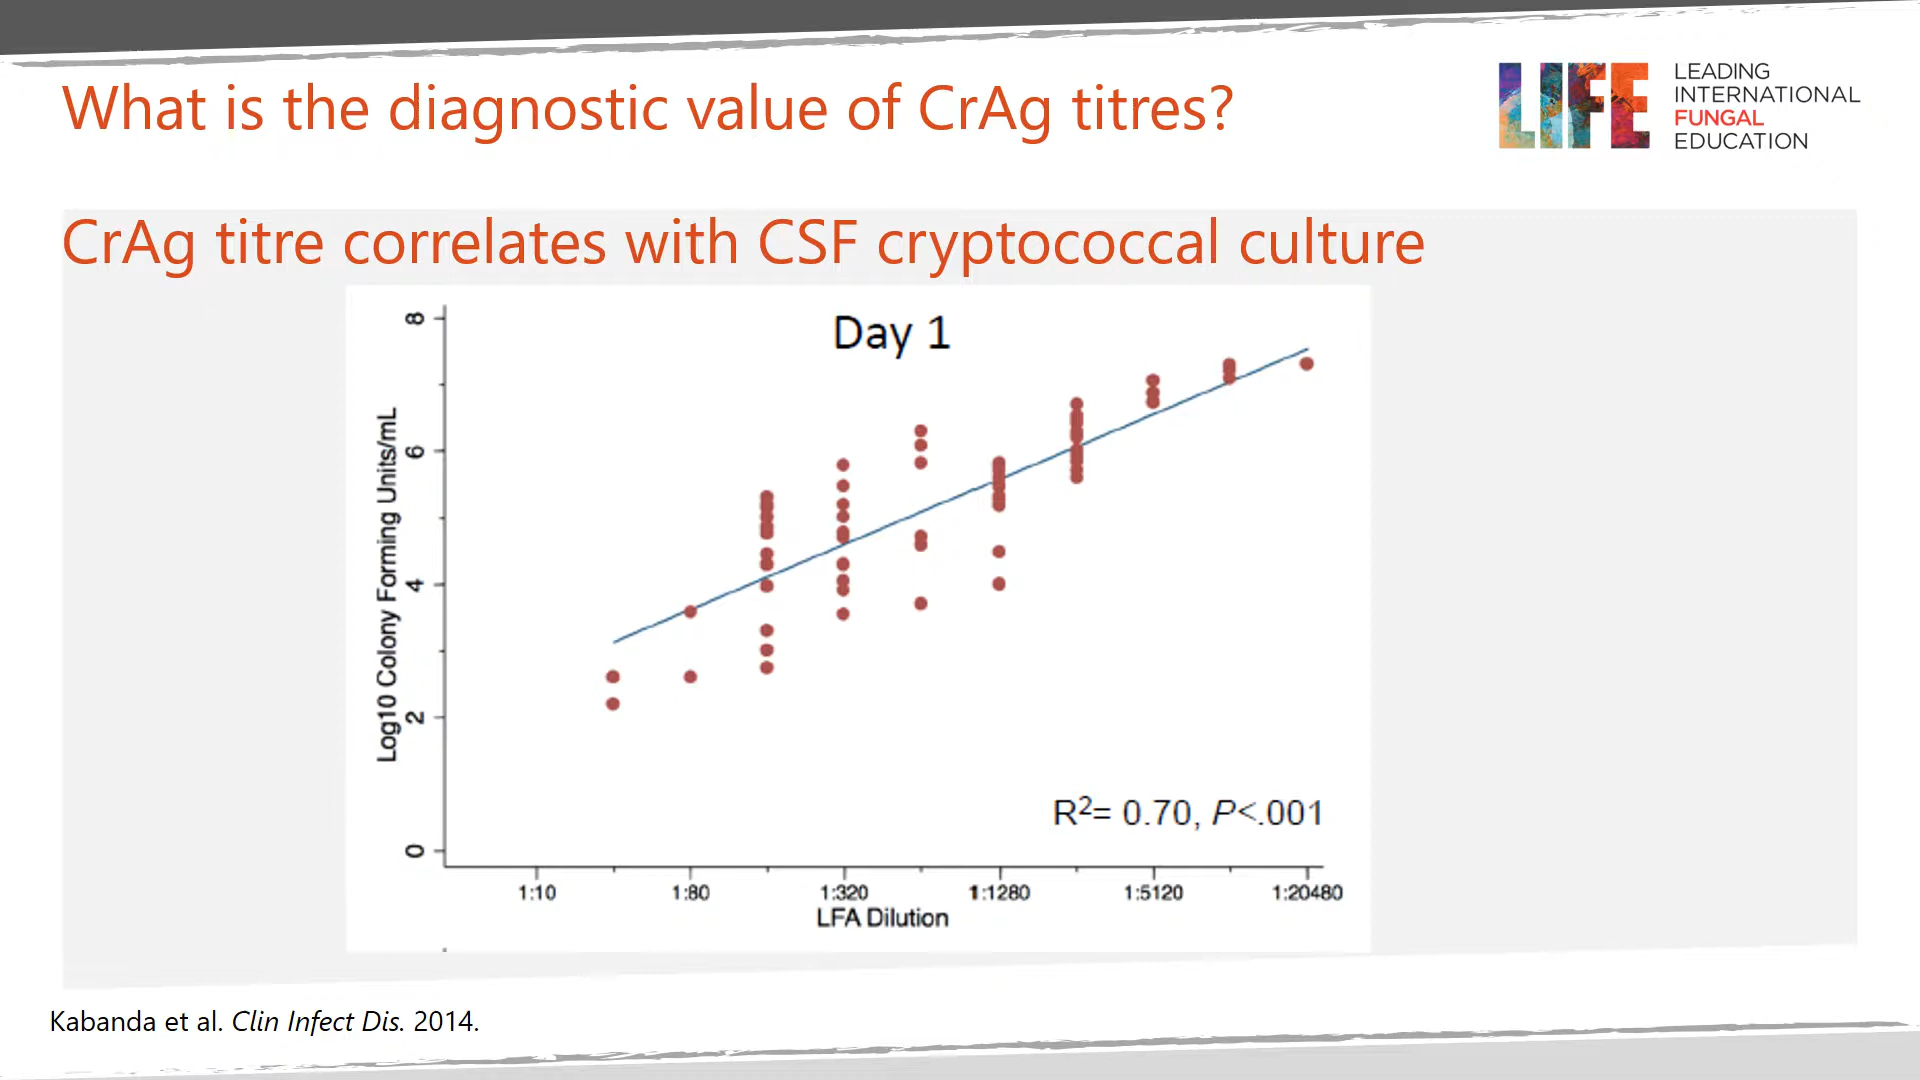 What is the diagnostic value of CrAg titres?
LIFE
LEADING
INTERNATIONAL
FUNGAL
EDUCATION
CrAg titre correlates with CSF cryptococcal culture
Day 1
Log10 Colony Forming Units/mL
8
6
4
2
0
R²= 0.70, P<.001
1:10 1:80 1:320 1:1280 1:5120 1:20480
LFA Dilution
Kabanda et al. Clin Infect Dis. 2014.